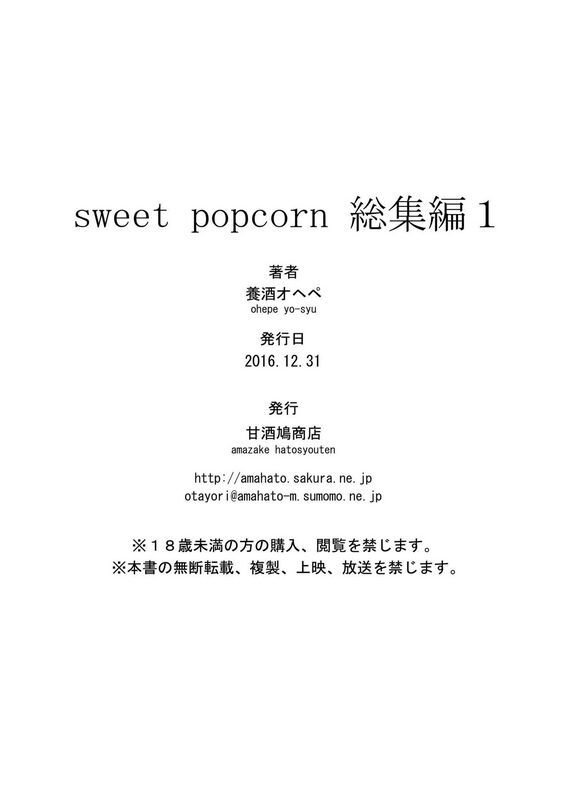 sweet popcorn 総集編１
著者
養酒オヘペ
ohepe yo-syu
発行日
2016.12.31
発行
甘酒鳩商店
amazake hatosyouten
http://amahato.sakura.ne.jp
otayori@amahato-m.sumomo.ne.jp
※１８歳未満の方の購入、閲覧を禁じます。
※本書の無断転載、複製、上映、放送を禁じます。